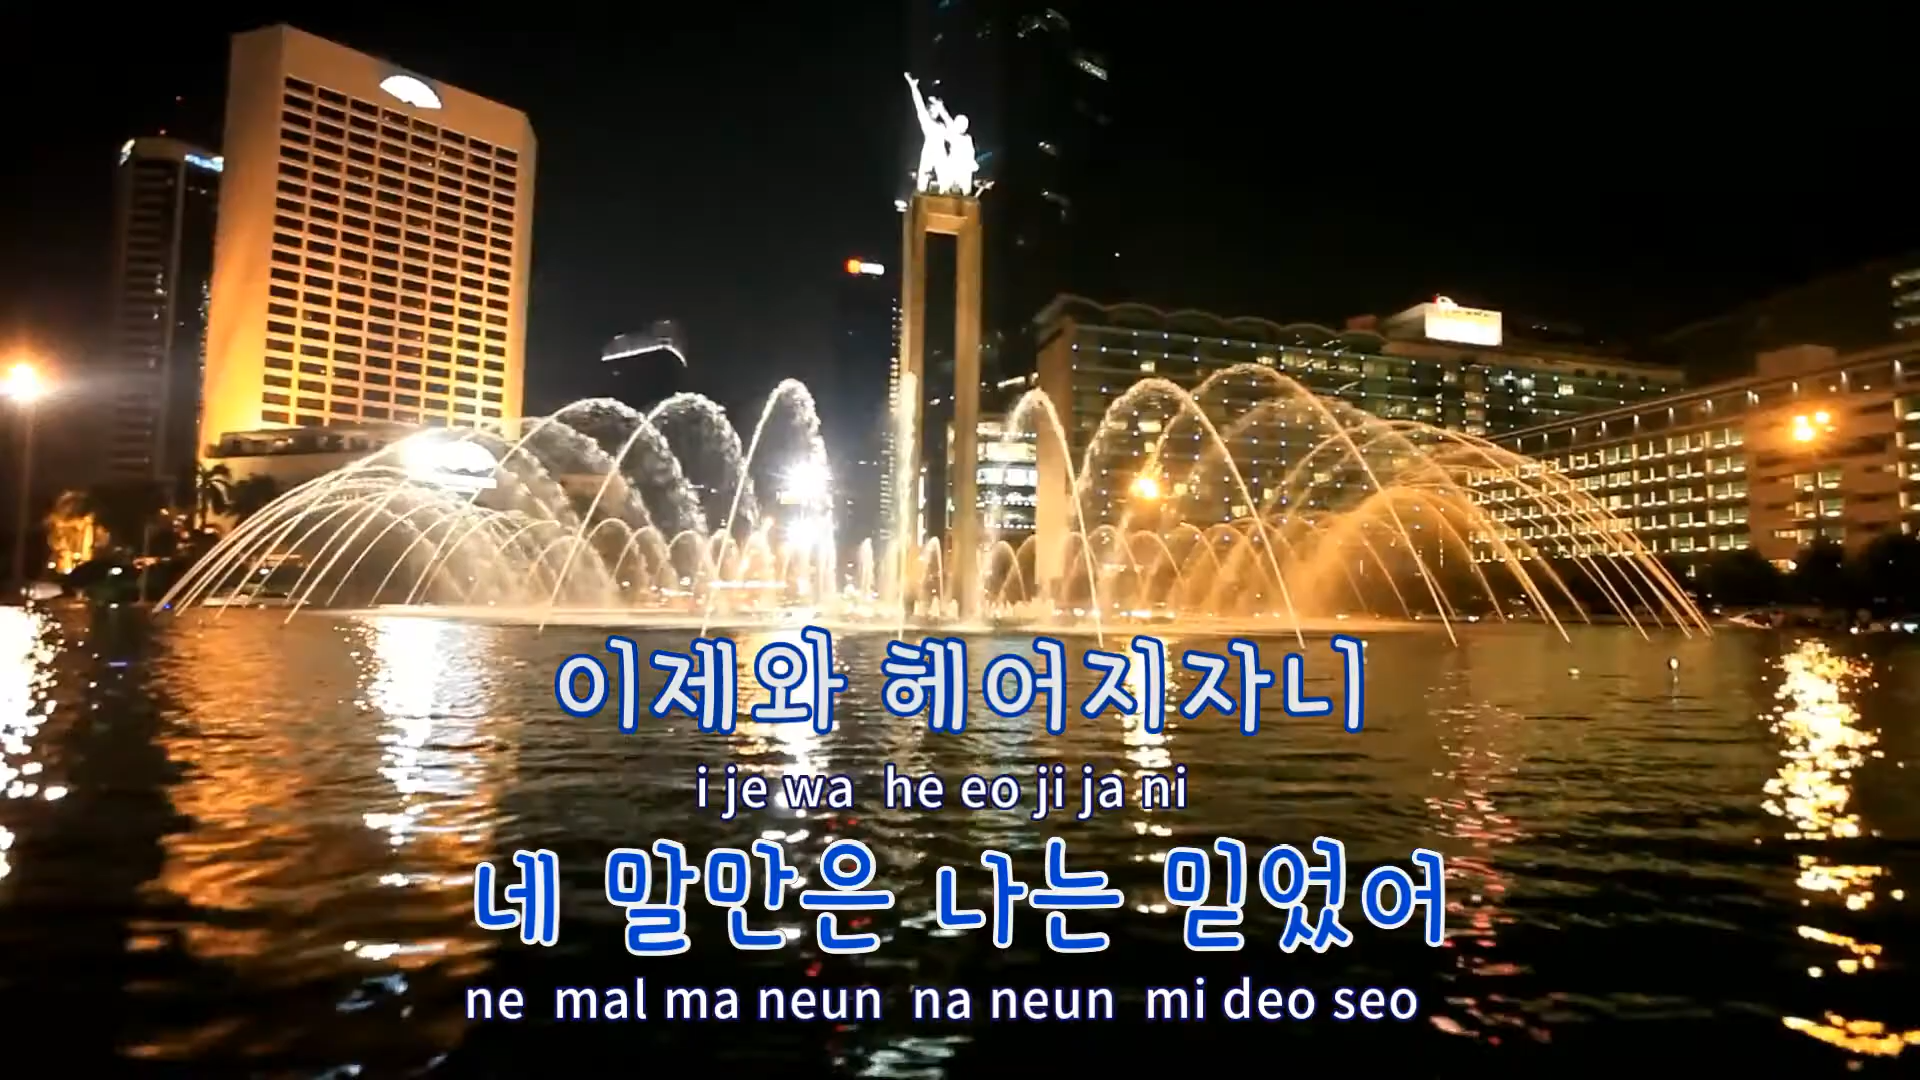 이제와 헤어지자니
i je wa he eo ji ja ni
네 말만은 나는 믿었어
ne mal ma neun na neun mi deo seo